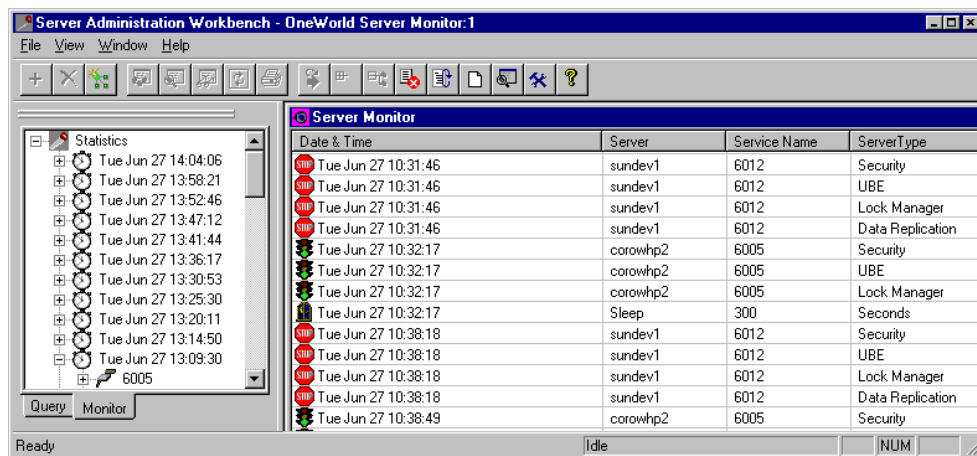 Server Administration Workbench - OneWorld Server Monitor:1
File View Window Help
Statistics
Tue Jun 27 14:04:06
Tue Jun 27 13:58:21
Tue Jun 27 13:52:46
Tue Jun 27 13:47:12
Tue Jun 27 13:41:44
Tue Jun 27 13:36:17
Tue Jun 27 13:30:53
Tue Jun 27 13:25:30
Tue Jun 27 13:20:11
Tue Jun 27 13:14:50
Tue Jun 27 13:09:30
6005
Query Monitor
Server Monitor
Date & Time Server Service Name ServerType
STOP Tue Jun 27 10:31:46 sundev1 6012 Security
STOP Tue Jun 27 10:31:46 sundev1 6012 UBE
STOP Tue Jun 27 10:31:46 sundev1 6012 Lock Manager
STOP Tue Jun 27 10:31:46 sundev1 6012 Data Replication
Tue Jun 27 10:32:17 corowhp2 6005 Security
Tue Jun 27 10:32:17 corowhp2 6005 UBE
Tue Jun 27 10:32:17 corowhp2 6005 Lock Manager
Tue Jun 27 10:32:17 Sleep 300 Seconds
STOP Tue Jun 27 10:38:18 sundev1 6012 Security
STOP Tue Jun 27 10:38:18 sundev1 6012 UBE
STOP Tue Jun 27 10:38:18 sundev1 6012 Lock Manager
STOP Tue Jun 27 10:38:18 sundev1 6012 Data Replication
Tue Jun 27 10:38:49 corowhp2 6005 Security
Ready Idle NUM